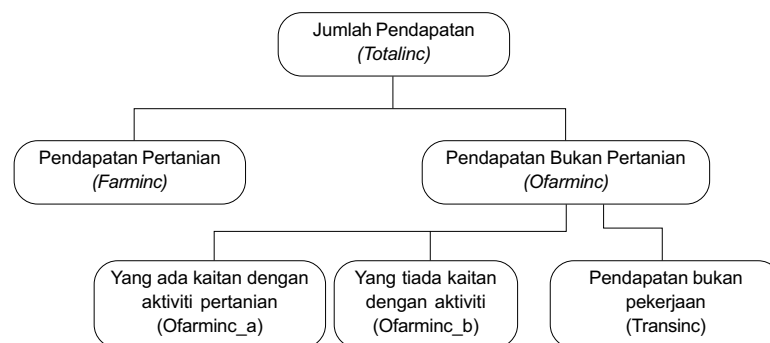 Jumlah Pendapatan
(Totalinc)
Pendapatan Pertanian
(Farminc)
Pendapatan Bukan Pertanian
(Ofarminc)
Yang ada kaitan dengan
aktiviti pertanian
(Ofarminc_a)
Yang tiada kaitan
dengan aktiviti
(Ofarminc_b)
Pendapatan bukan
pekerjaan
(Transinc)